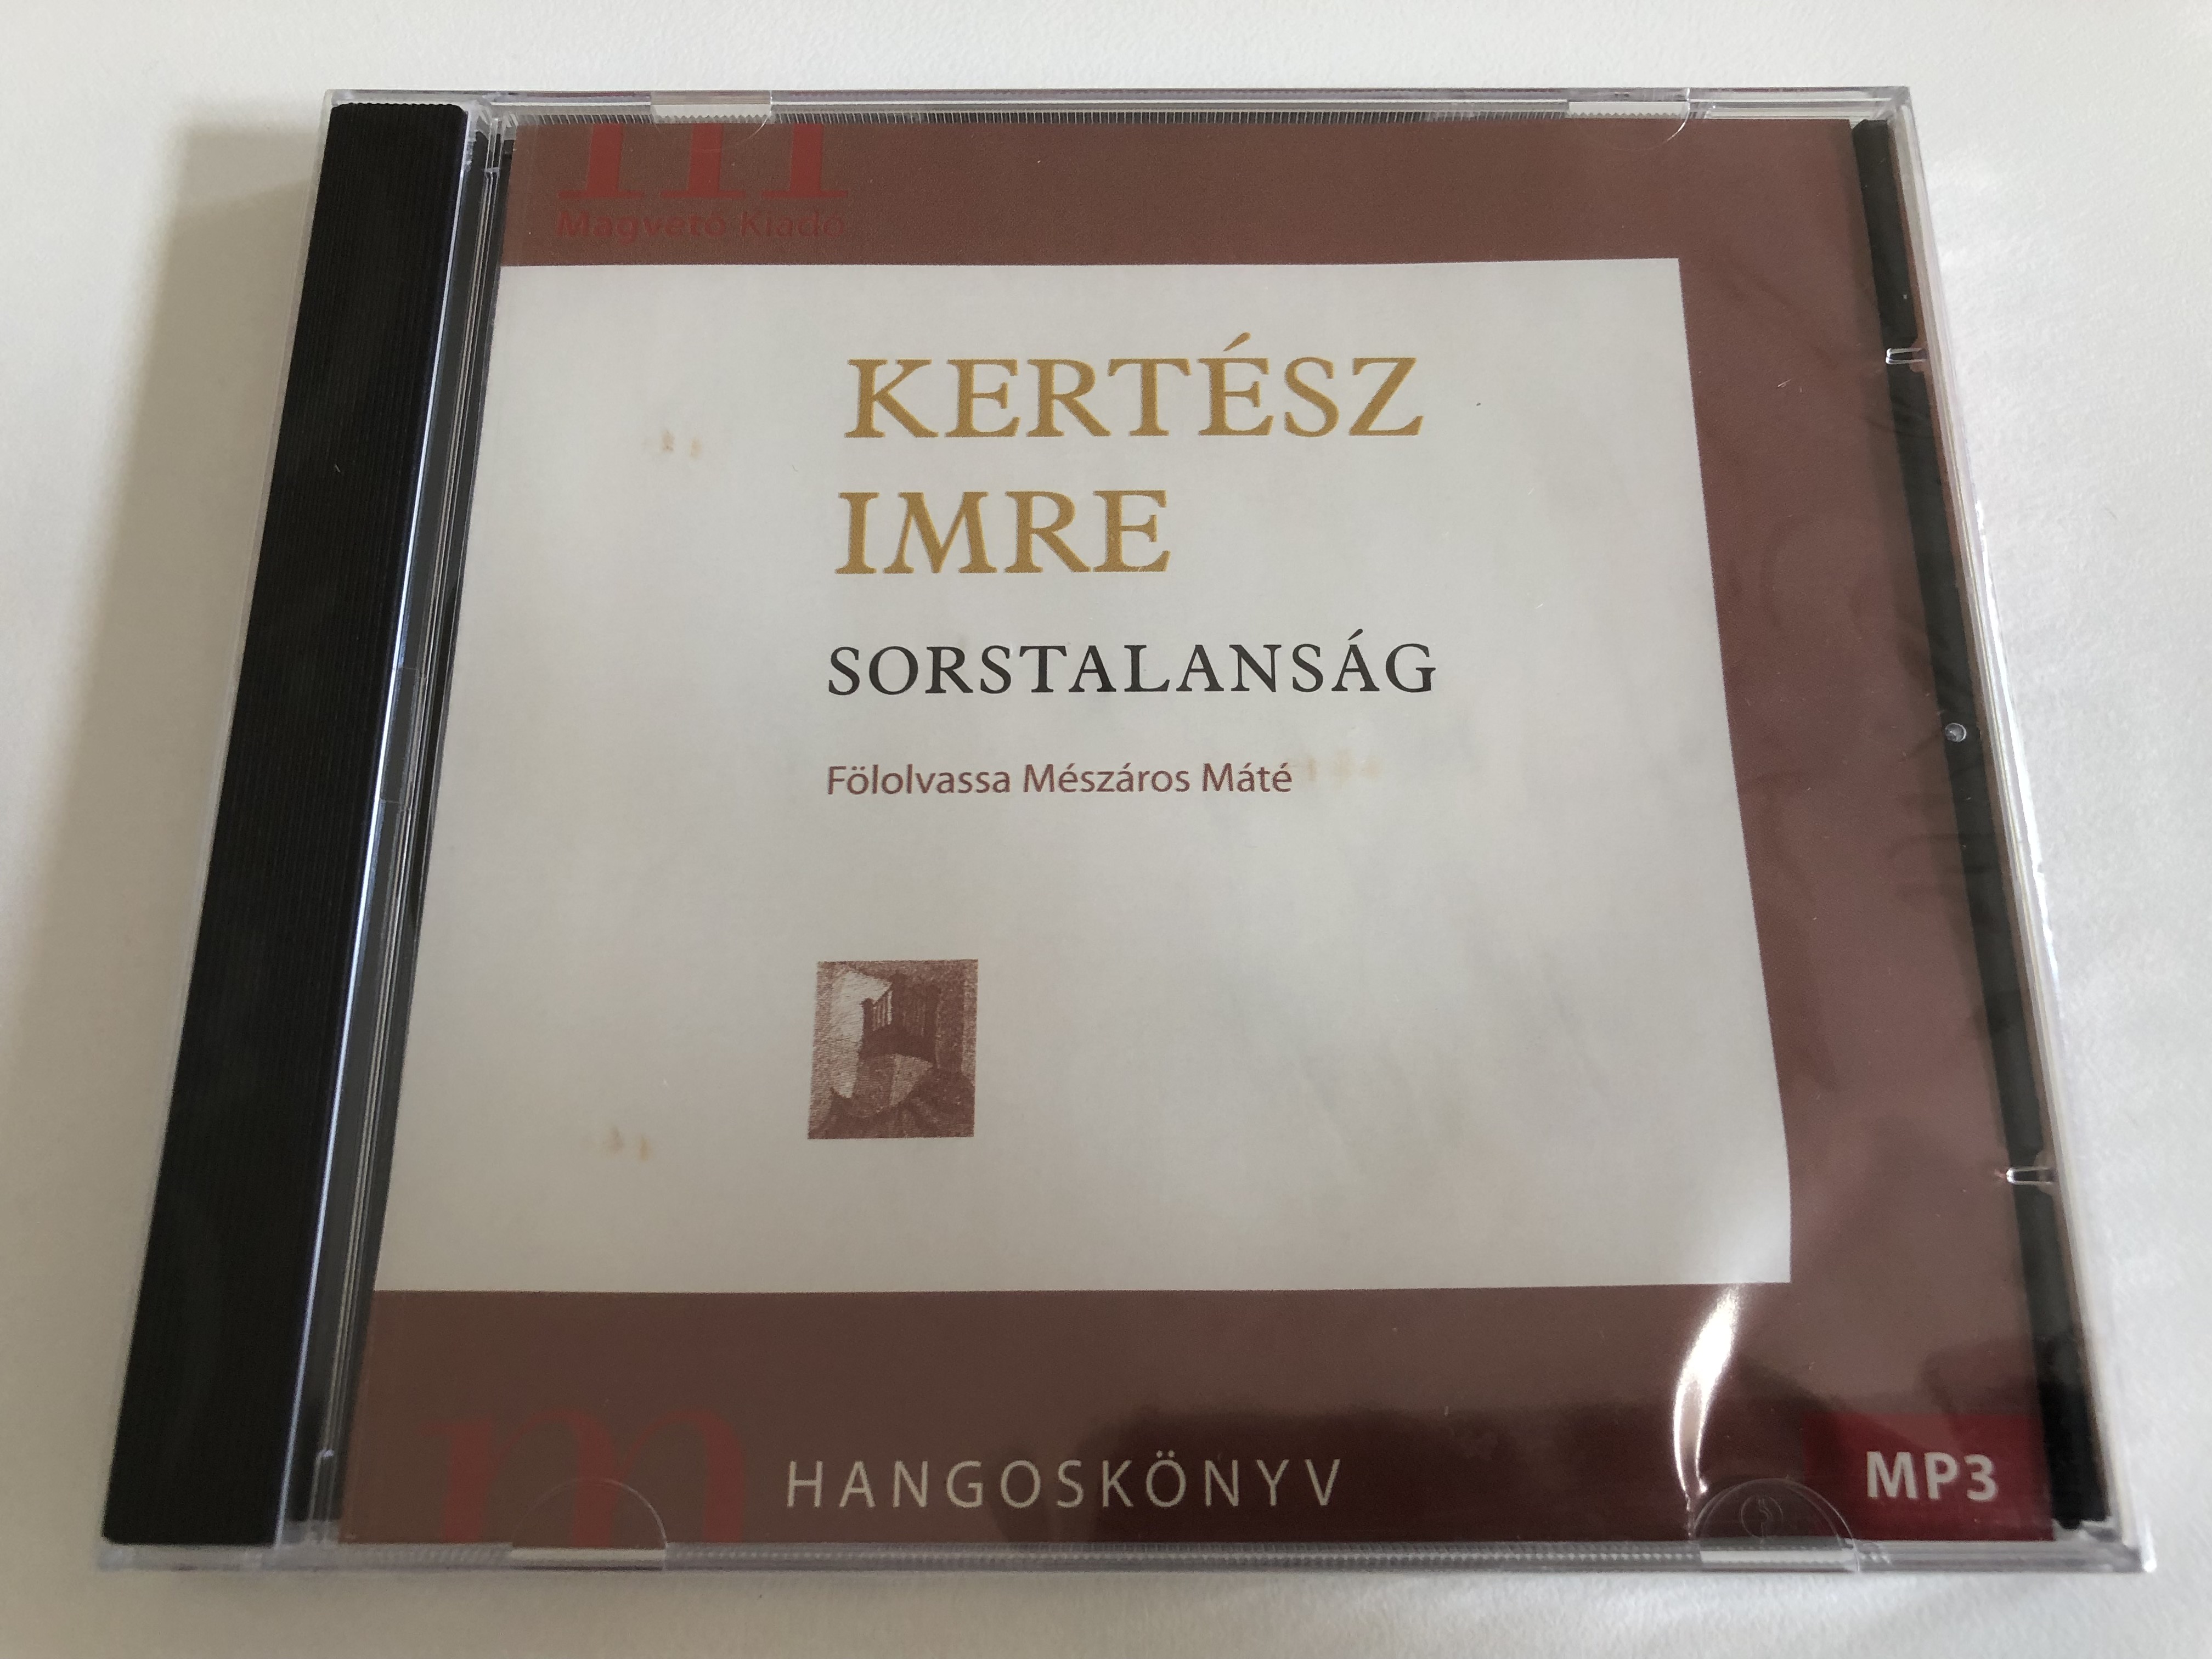 m
Magvető Kiadó
KERTÉSZ
IMRE
SORSTALANSÁG
Fölolvassa Mészáros Máté
m
HANGOSKÖNYV
MP3